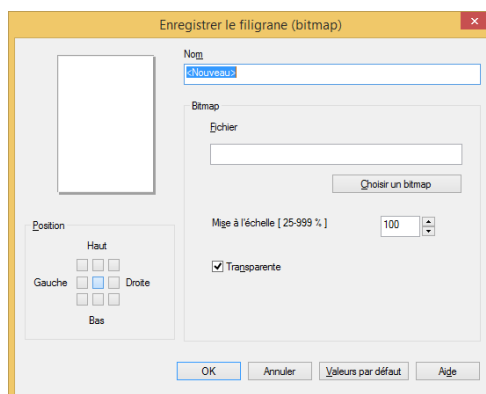 Enregistrer le filigrane (bitmap)
Nom
<Nouveau>
Bitmap
Fichier
Choisir un bitmap
Mise à l'échelle [ 25-999 % ]
100
Transparente
Position
Haut
Gauche
Droite
Bas
OK
Annuler
Valeurs par défaut
Aide